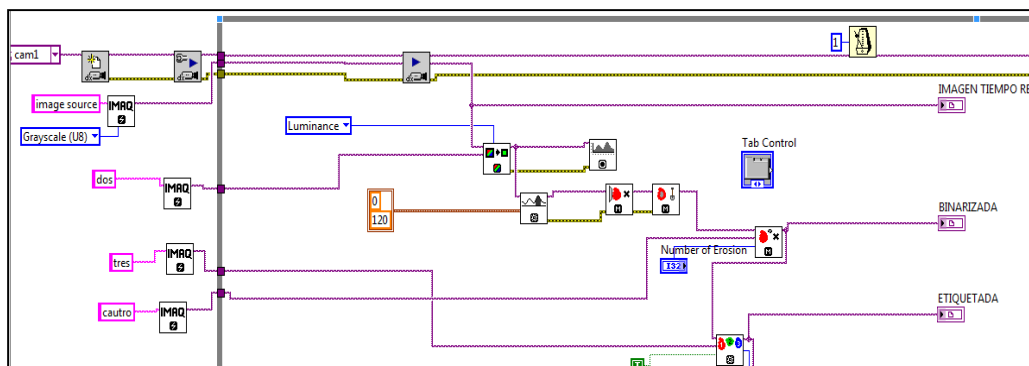 cam1
1
image source
IMAQ
IMAGEN TIEMPO RE
Grayscale (U8)
Luminance
Tab Control
dos
IMAQ
0
120
BINARIZADA
Number of Erosion
I32
tres
IMAQ
cautro
IMAQ
ETIQUETADA
T